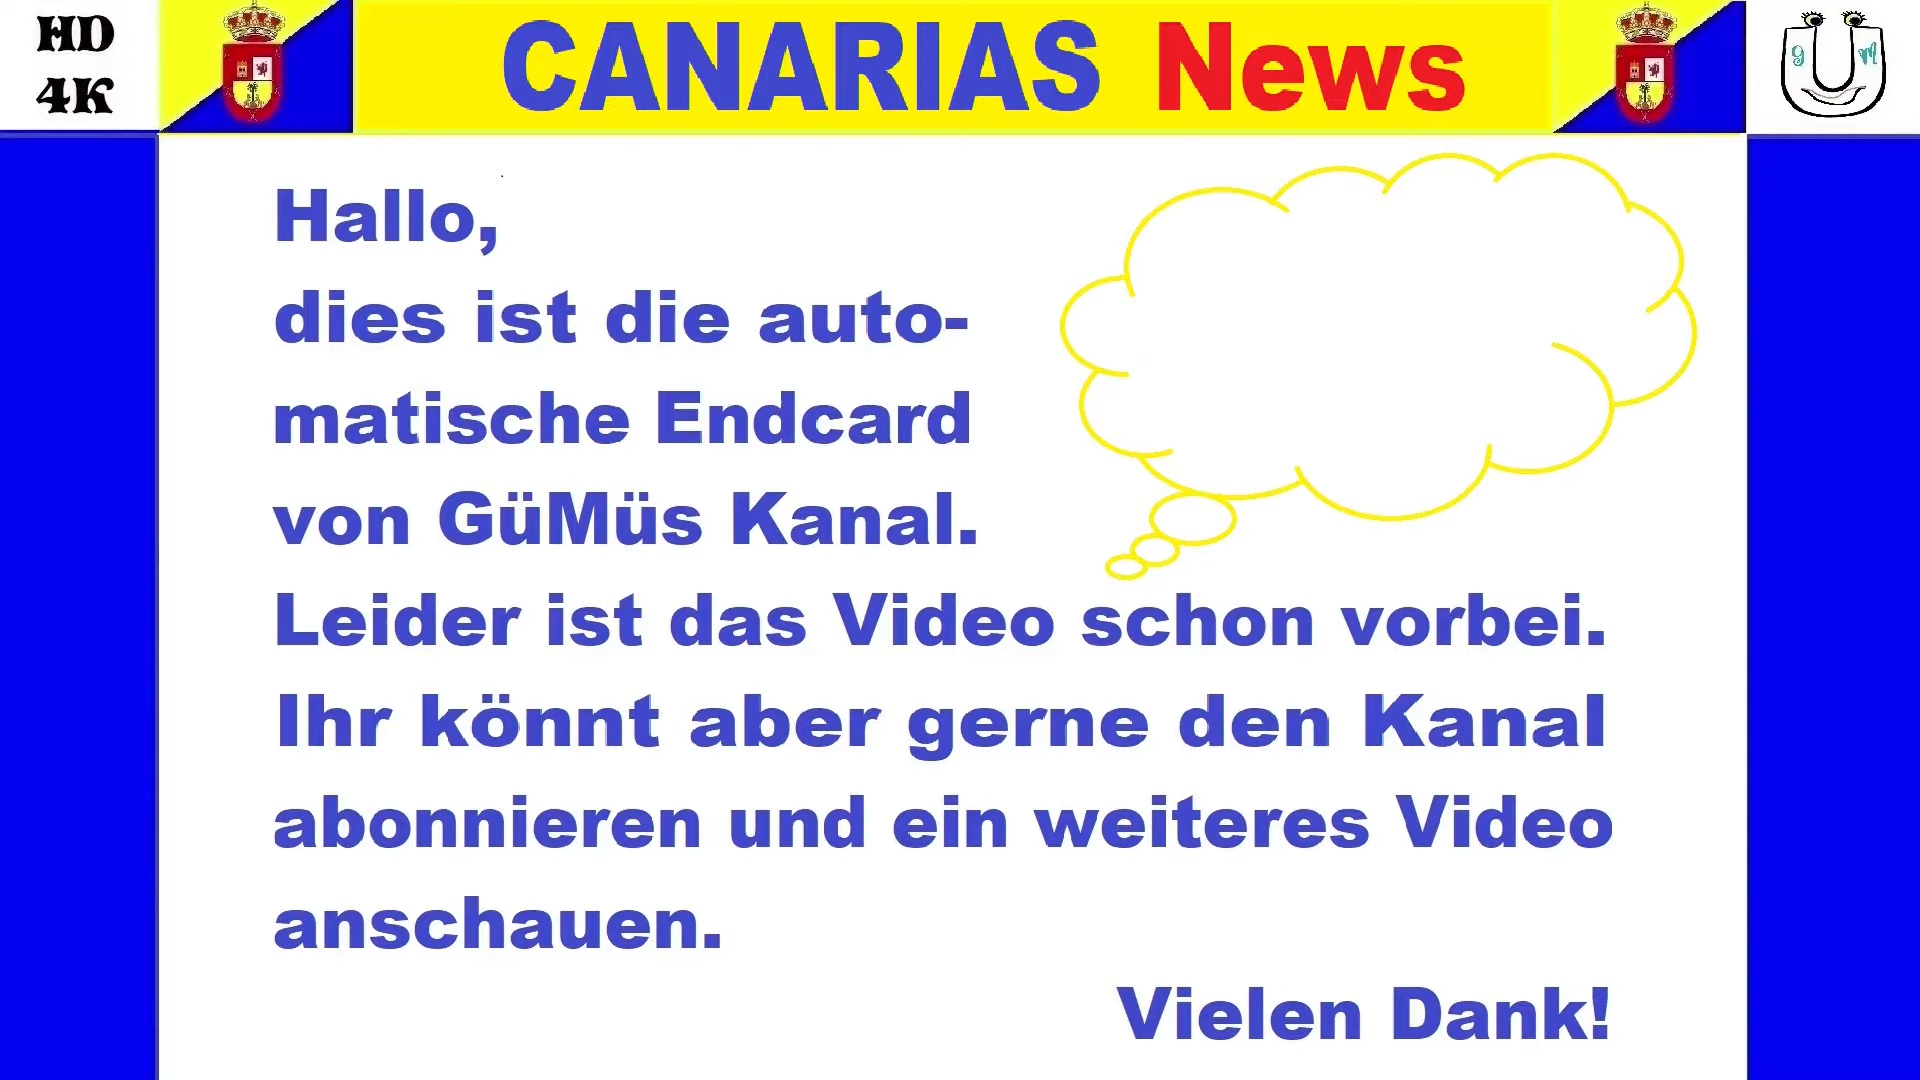 HD
4K
CANARIAS News
g Ü M
Hallo,
dies ist die auto-
matische Endcard
von GüMüs Kanal.
Leider ist das Video schon vorbei.
Ihr könnt aber gerne den Kanal
abonnieren und ein weiteres Video
anschauen.
Vielen Dank!